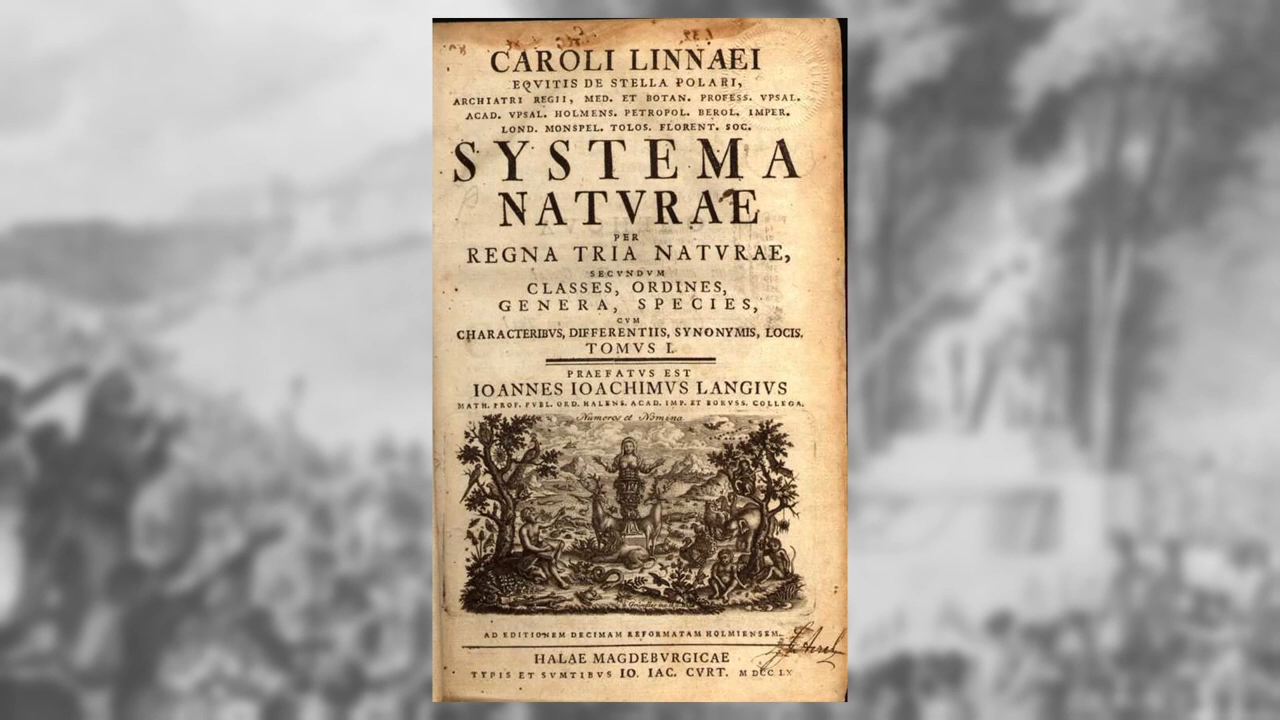 CAROLI LINNAEI
EQVITIS DE STELLA POLARI,
ARCHIATRI REGII, MED. ET BOTAN. PROFESS. VPSAL.
ACAD. VPSAL. HOLMENS. PETROPOL. BEROL. IMPER.
LOND. MONSPEL. TOLOS. FLORENT. SOC.
SYSTEMA
NATVRAE
PER
REGNA TRIA NATVRAE,
SECVNDVM
CLASSES, ORDINES,
GENERA, SPECIES,
CVM
CHARACTERIBVS, DIFFERENTIIS, SYNONYMIS, LOCIS.
TOMVS I.
PRAEFATVS EST
IOANNES IOACHIMVS LANGIVS
MATH. PROF. PVBL. ORD. HALENS. ACAD. IMP. ET BORVSS. COLLEGA.
Numeros et Nomina
AD EDITIONEM DECIMAM REFORMATAM HOLMIENSEM.
HALAE MAGDEBVRGICAE
TYPIS ET SVMTIBVS IO. IAC. CVRT. MDCCLX